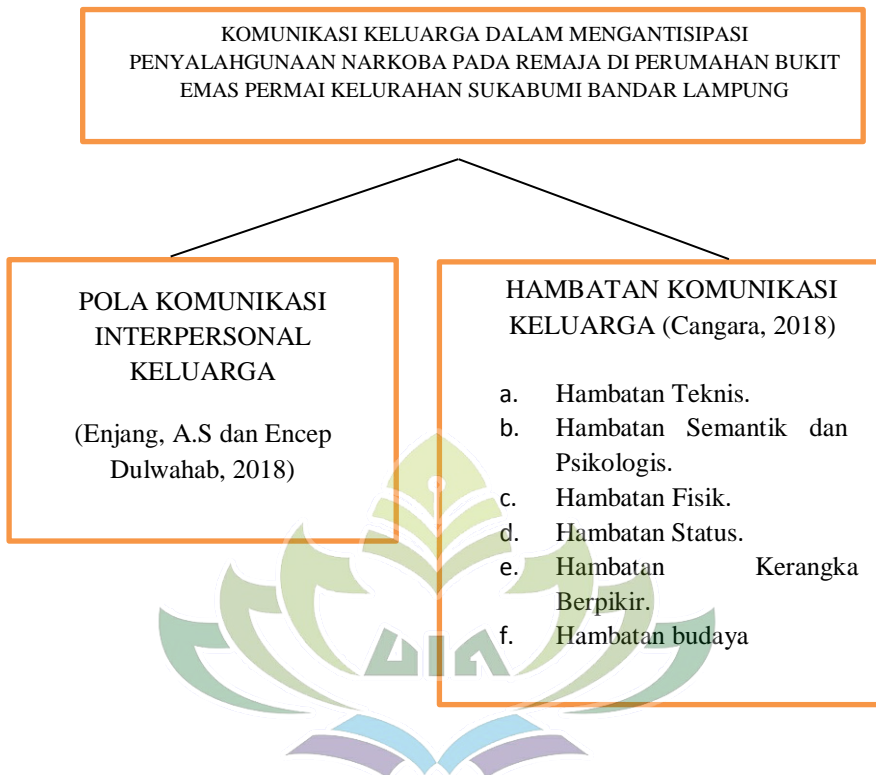 KOMUNIKASI KELUARGA DALAM MENGANTISIPASI
PENYALAHGUNAAN NARKOBA PADA REMAJA DI PERUMAHAN BUKIT
EMAS PERMAI KELURAHAN SUKABUMI BANDAR LAMPUNG
POLA KOMUNIKASI
INTERPERSONAL
KELUARGA
(Enjang, A.S dan Encep
Dulwahab, 2018)
HAMBATAN KOMUNIKASI
KELUARGA (Cangara, 2018)
a. Hambatan Teknis.
b. Hambatan Semantik dan
Psikologis.
c. Hambatan Fisik.
d. Hambatan Status.
e. Hambatan Kerangka
Berpikir.
f. Hambatan budaya
UIN